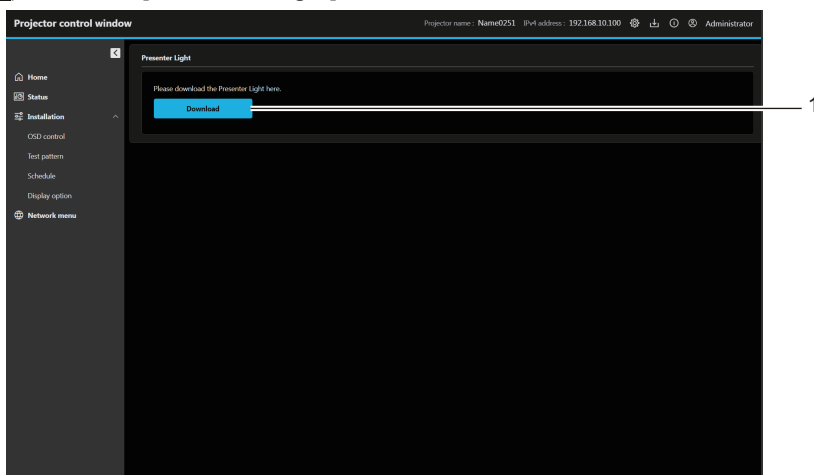 Projector control window
Projector name : Name0251 IPv4 address : 192.168.10.100 Administrator
Presenter Light
Home
Status
Installation
OSD control
Test pattern
Schedule
Display option
Network menu
Please download the Presenter Light here.
Download
1